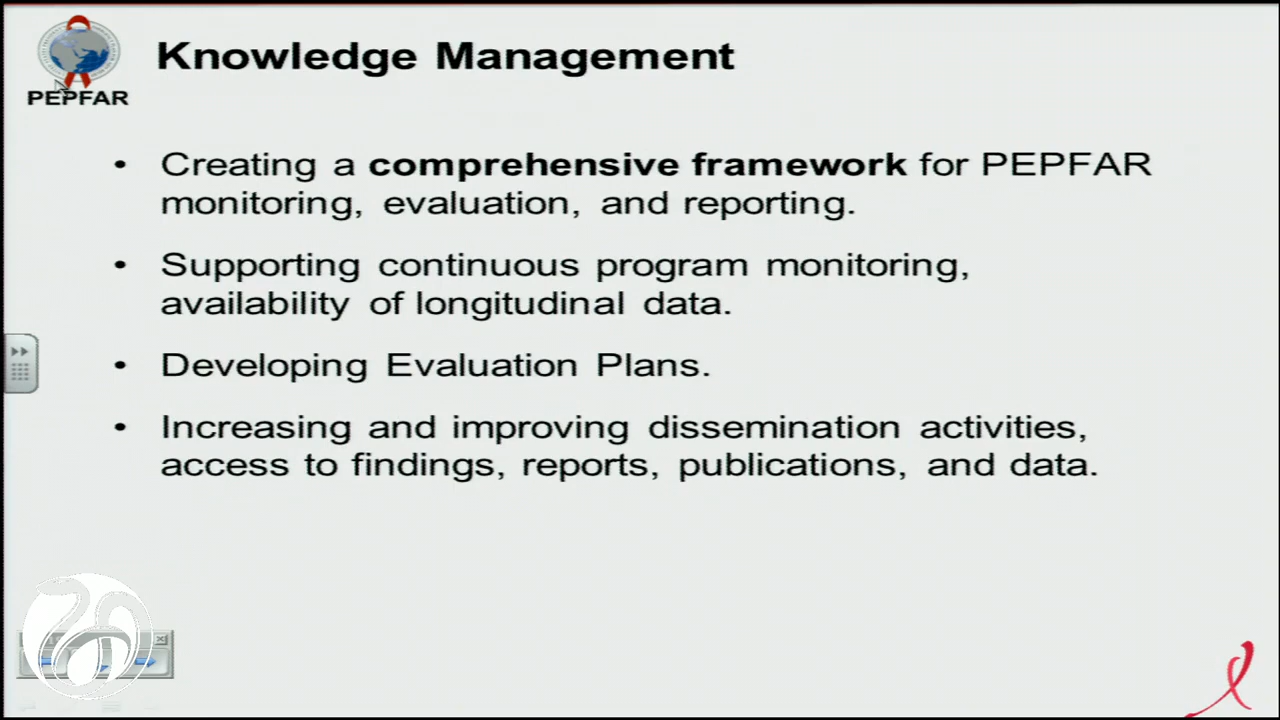 Knowledge Management
PEPFAR
• Creating a comprehensive framework for PEPFAR
monitoring, evaluation, and reporting.
• Supporting continuous program monitoring,
availability of longitudinal data.
• Developing Evaluation Plans.
• Increasing and improving dissemination activities,
access to findings, reports, publications, and data.